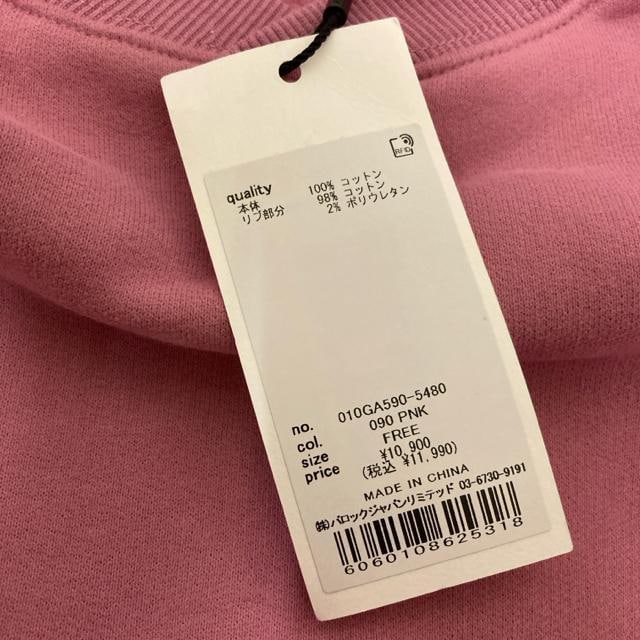 RFID
quality
本体 100% コットン
リブ部分 98% コットン
2% ポリウレタン
no. 010GA590-5480
col. 090 PNK
size FREE
price ¥10,900
(税込 ¥11,990)
MADE IN CHINA
㈱バロックジャパンリミテッド 03-6730-9191
6060108625318